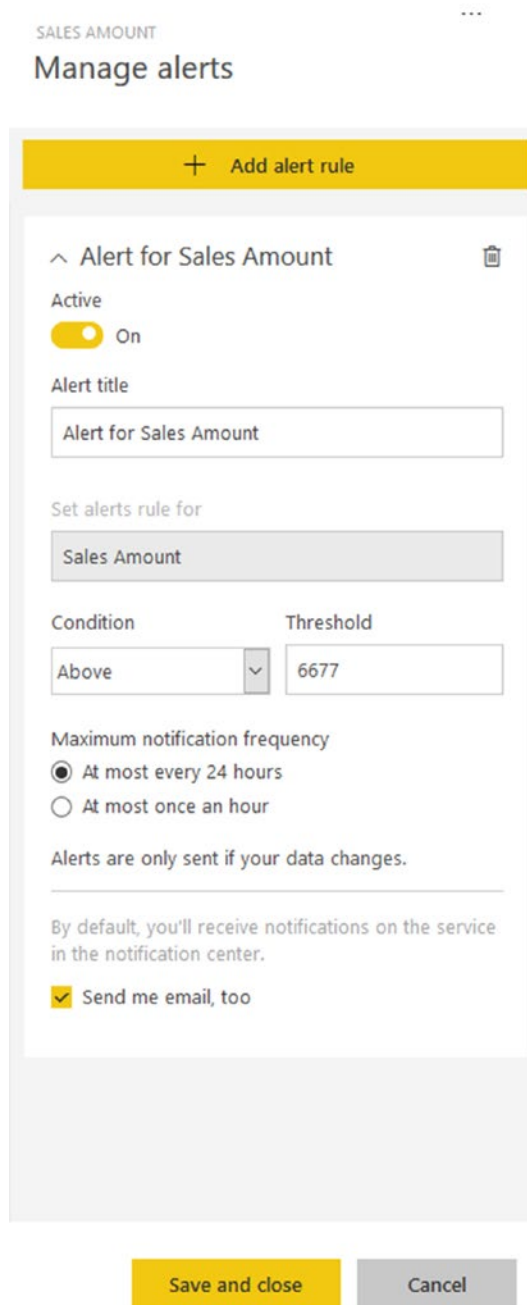 ...
SALES AMOUNT
Manage alerts
+ Add alert rule
Alert for Sales Amount
Active
On
Alert title
Alert for Sales Amount
Set alerts rule for
Sales Amount
Condition Threshold
Above 6677
Maximum notification frequency
At most every 24 hours
At most once an hour
Alerts are only sent if your data changes.
By default, you'll receive notifications on the service
in the notification center.
Send me email, too
Save and close Cancel